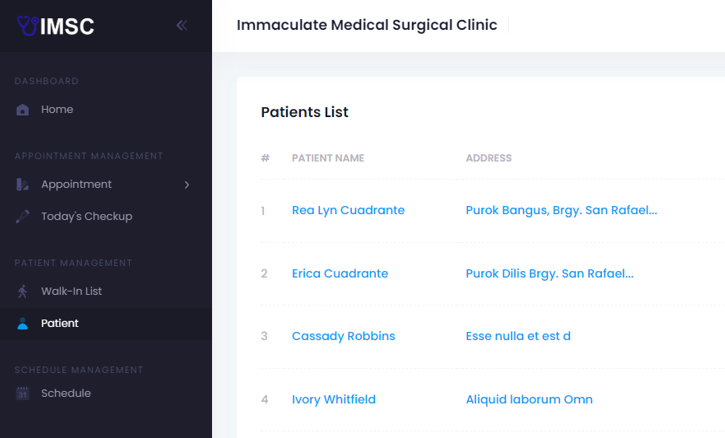 IMSC
DASHBOARD
Home
APPOINTMENT MANAGEMENT
Appointment
Today's Checkup
PATIENT MANAGEMENT
Walk-In List
Patient
SCHEDULE MANAGEMENT
31
Schedule
Immaculate Medical Surgical Clinic
Patients List
# PATIENT NAME ADDRESS
1 Rea Lyn Cuadrante Purok Bangus, Brgy. San Rafael...
2 Erica Cuadrante Purok Dilis Brgy. San Rafael...
3 Cassady Robbins Esse nulla et est d
4 Ivory Whitfield Aliquid laborum Omn